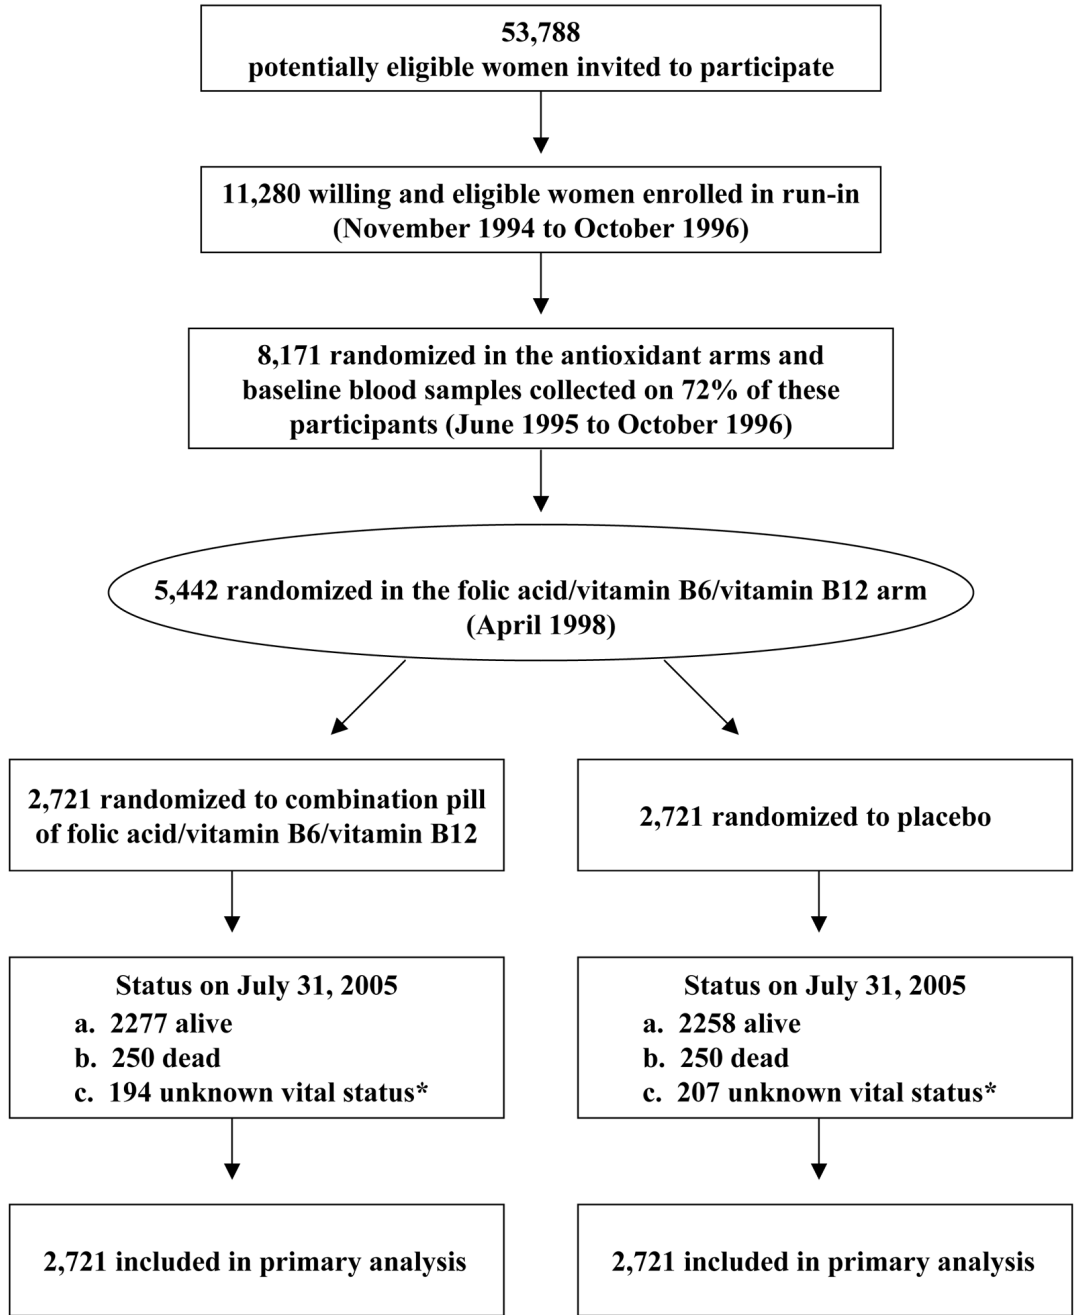 53,788
potentially eligible women invited to participate
11,280 willing and eligible women enrolled in run-in
(November 1994 to October 1996)
8,171 randomized in the antioxidant arms and
baseline blood samples collected on 72% of these
participants (June 1995 to October 1996)
5,442 randomized in the folic acid/vitamin B6/vitamin B12 arm
(April 1998)
2,721 randomized to combination pill
of folic acid/vitamin B6/vitamin B12
2,721 randomized to placebo
Status on July 31, 2005
a. 2277 alive
b. 250 dead
c. 194 unknown vital status*
Status on July 31, 2005
a. 2258 alive
b. 250 dead
c. 207 unknown vital status*
2,721 included in primary analysis
2,721 included in primary analysis